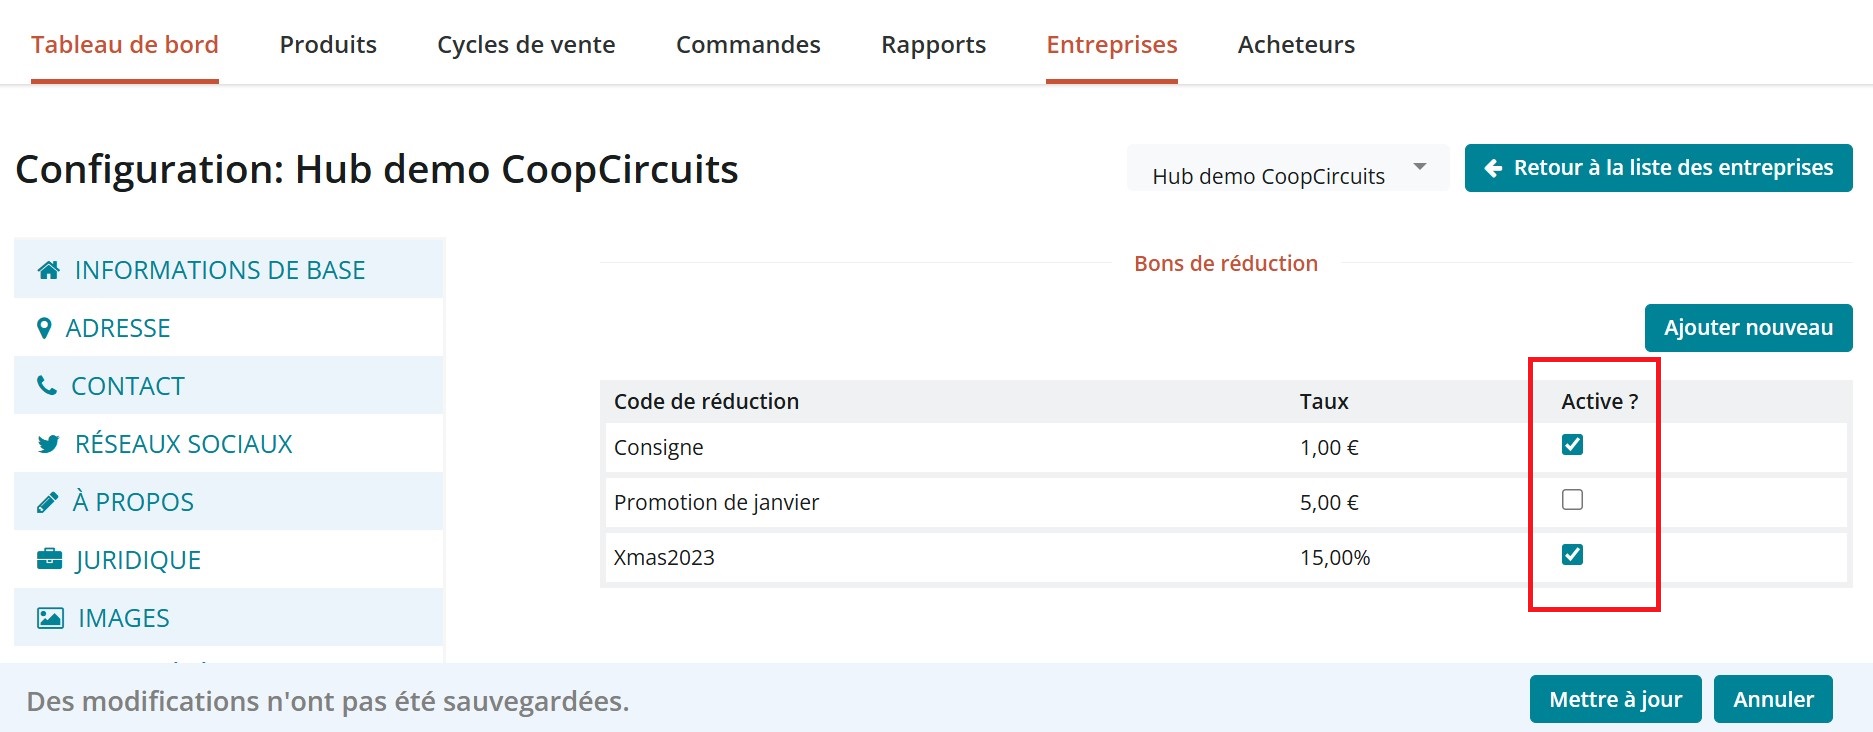 Tableau de bord Produits Cycles de vente Commandes Rapports Entreprises Acheteurs
Configuration: Hub demo CoopCircuits
Hub demo CoopCircuits
Retour à la liste des entreprises
INFORMATIONS DE BASE
ADRESSE
CONTACT
RÉSEAUX SOCIAUX
À PROPOS
JURIDIQUE
IMAGES
Bons de réduction
Ajouter nouveau
Code de réduction Taux Active ?
Consigne 1,00 €
Promotion de janvier 5,00 €
Xmas2023 15,00%
Des modifications n'ont pas été sauvegardées.
Mettre à jour
Annuler